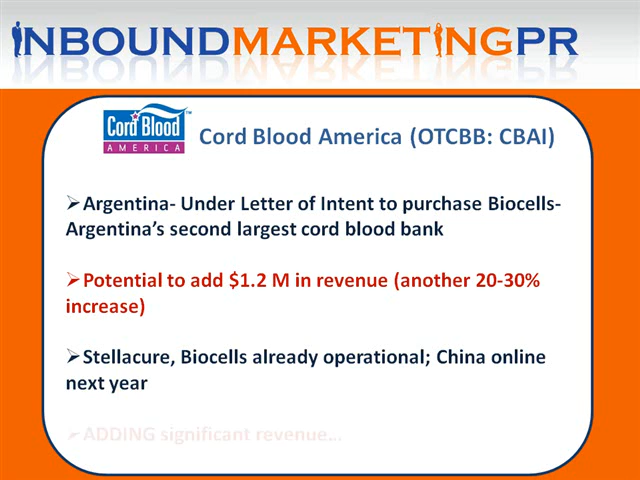 INBOUNDMARKETINGPR
Cord Blood
AMERICA
™
Cord Blood America (OTCBB: CBAI)
➢Argentina- Under Letter of Intent to purchase Biocells-
Argentina’s second largest cord blood bank
➢Potential to add $1.2 M in revenue (another 20-30%
increase)
➢Stellacure, Biocells already operational; China online
next year
➢ADDING significant revenue…